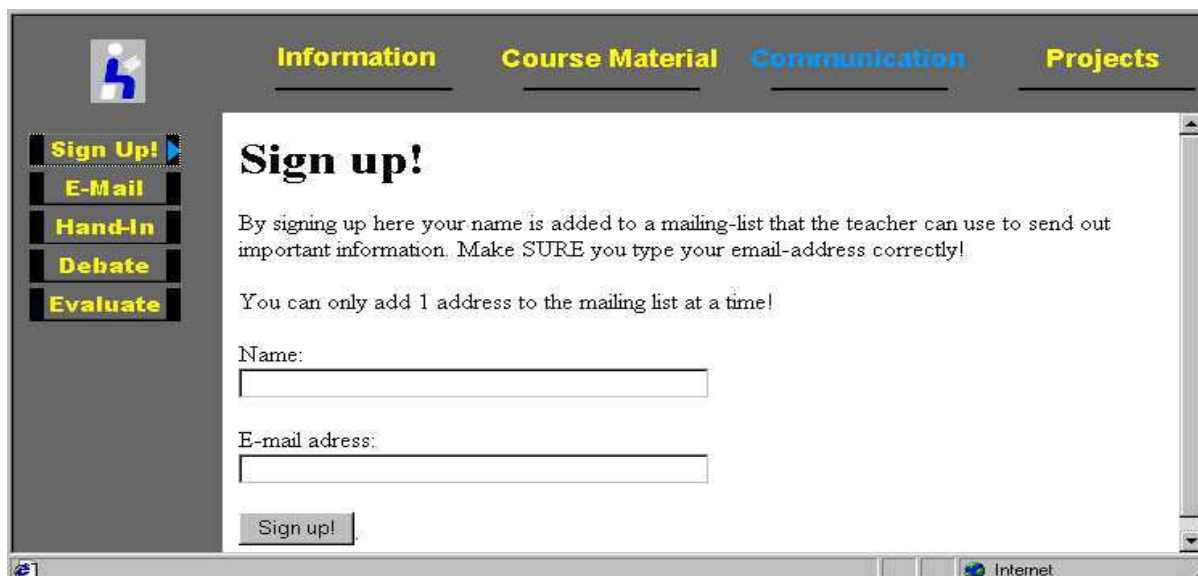 Information Course Material Communication Projects
Sign Up!
E-Mail
Hand-In
Debate
Evaluate
Sign up!
By signing up here your name is added to a mailing-list that the teacher can use to send out
important information. Make SURE you type your email-address correctly!
You can only add 1 address to the mailing list at a time!
Name:
E-mail adress:
Sign up!
Internet